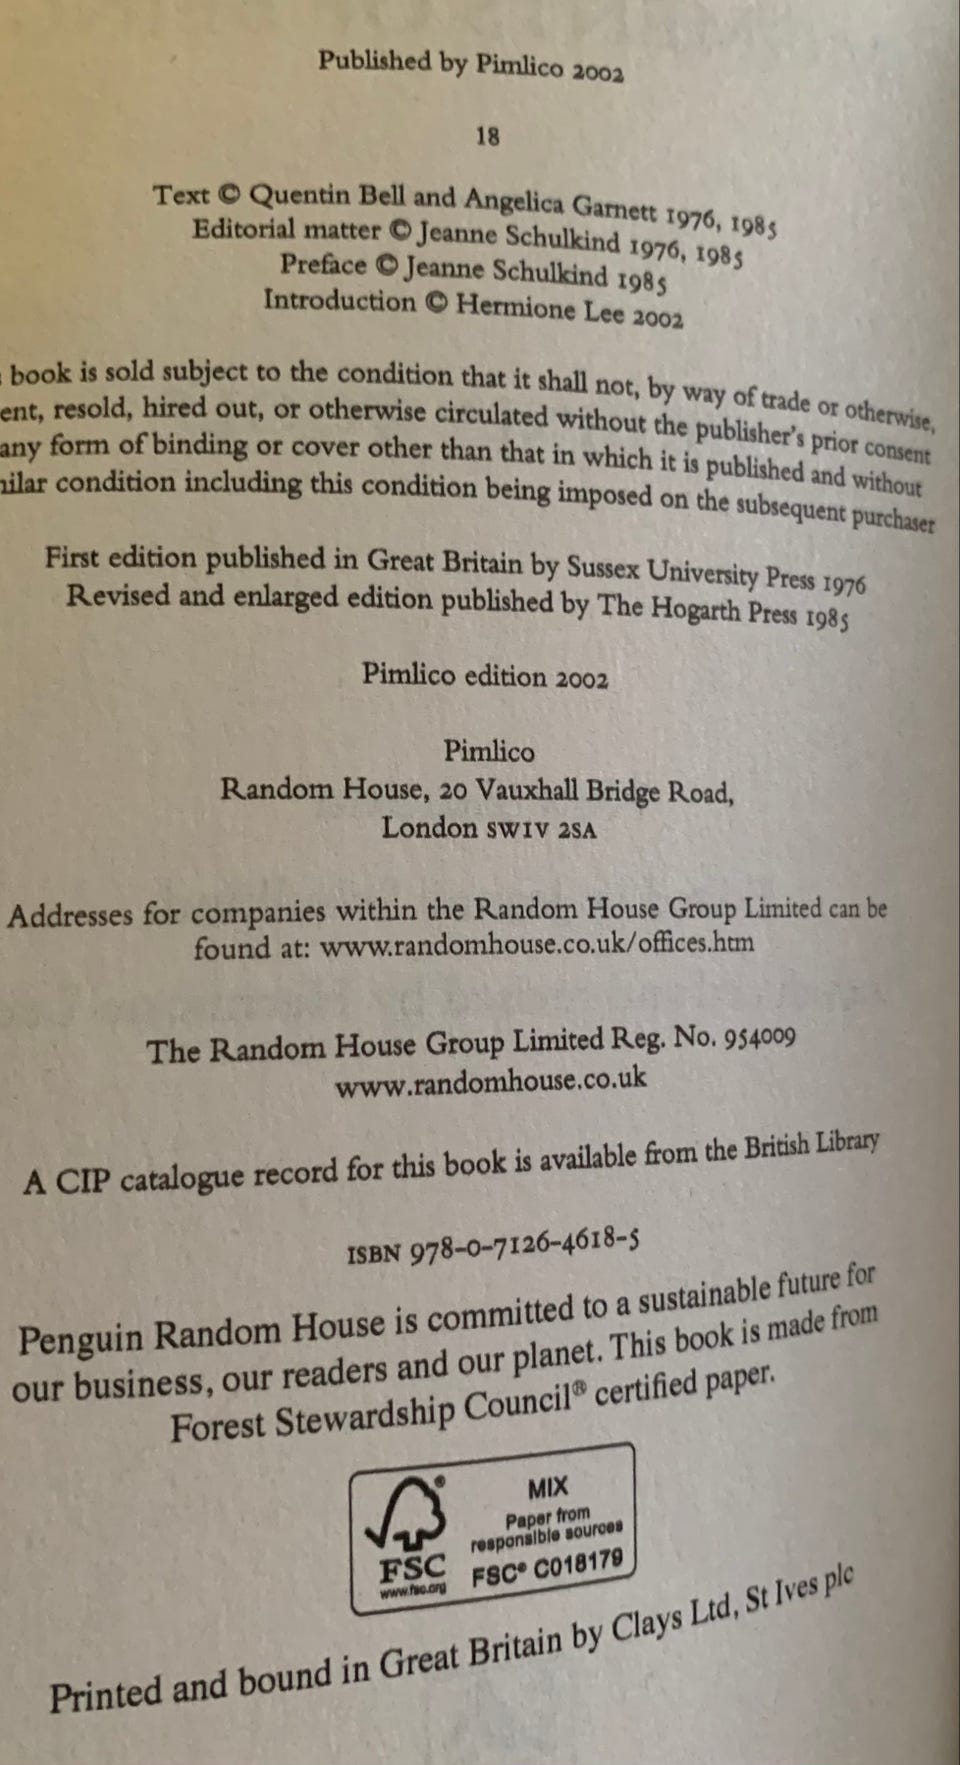 Published by Pimlico 2002
18
Text © Quentin Bell and Angelica Garnett 1976, 1985
Editorial matter © Jeanne Schulkind 1976, 1985
Preface © Jeanne Schulkind 1985
Introduction © Hermione Lee 2002
book is sold subject to the condition that it shall not, by way of trade or otherwise,
ent, resold, hired out, or otherwise circulated without the publisher's prior consent
any form of binding or cover other than that in which it is published and without
nilar condition including this condition being imposed on the subsequent purchaser
First edition published in Great Britain by Sussex University Press 1976
Revised and enlarged edition published by The Hogarth Press 1985
Pimlico edition 2002
Pimlico
Random House, 20 Vauxhall Bridge Road,
London SW1V 2SA
Addresses for companies within the Random House Group Limited can be
found at: www.randomhouse.co.uk/offices.htm
The Random House Group Limited Reg. No. 954009
www.randomhouse.co.uk
A CIP catalogue record for this book is available from the British Library
ISBN 978-0-7126-4618-5
Penguin Random House is committed to a sustainable future for
our business, our readers and our planet. This book is made from
Forest Stewardship Council® certified paper.
MIX
Paper from
responsible sources
FSC® C018179
FSC
www.fsc.org
Printed and bound in Great Britain by Clays Ltd, St Ives plc